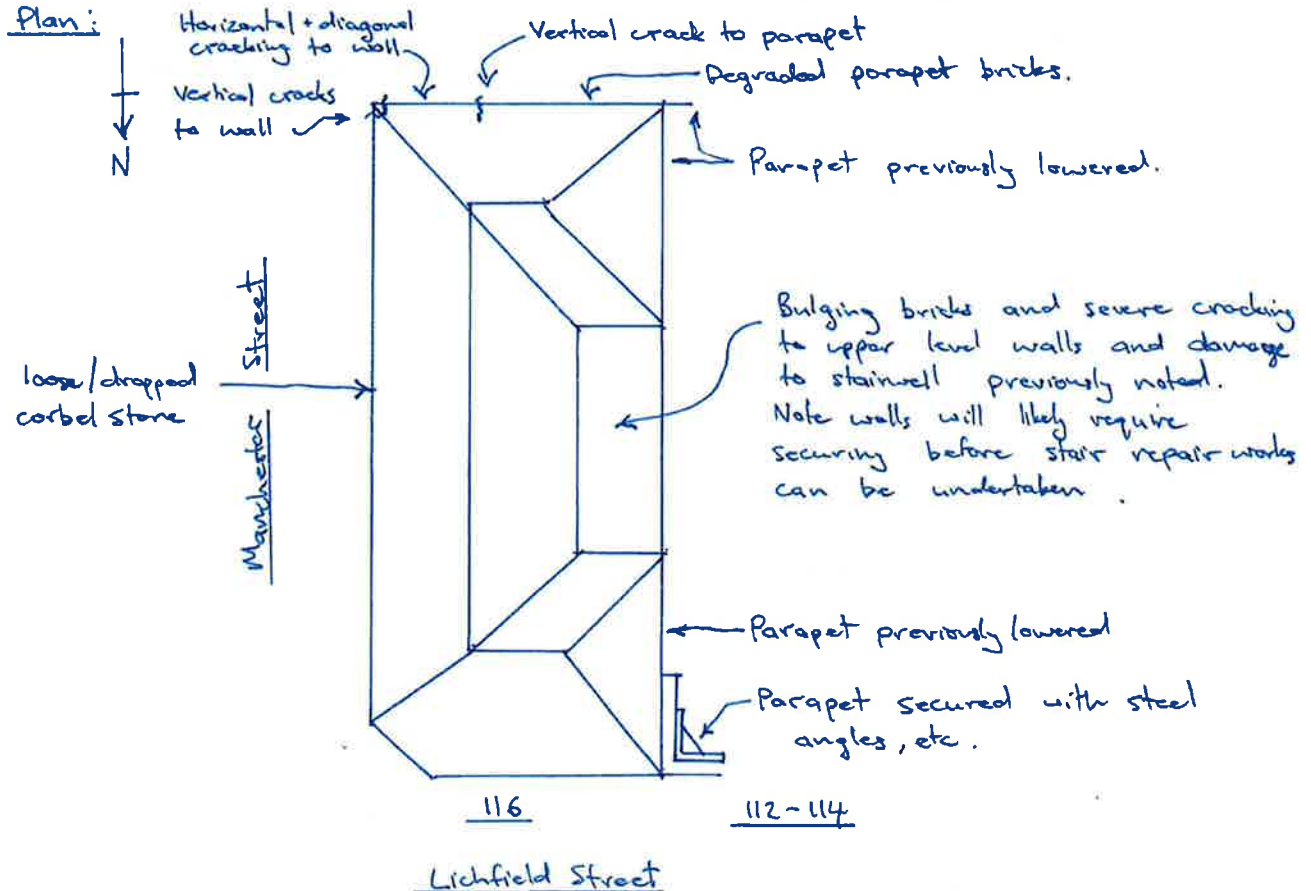 Plan:
N
Horizontal + diagonal
cracking to wall
Vertical crack to parapet
Degraded parapet bricks.
Vertical cracks
to wall
Parapet previously lowered.
Bulging bricks and severe cracking
to upper level walls and damage
to stairwell previously noted.
Note walls will likely require
securing before stair repair works
can be undertaken.
loose/dropped
corbel stone
Manchester Street
Parapet previously lowered
Parapet secured with steel
angles, etc.
116
112-114
Lichfield Street